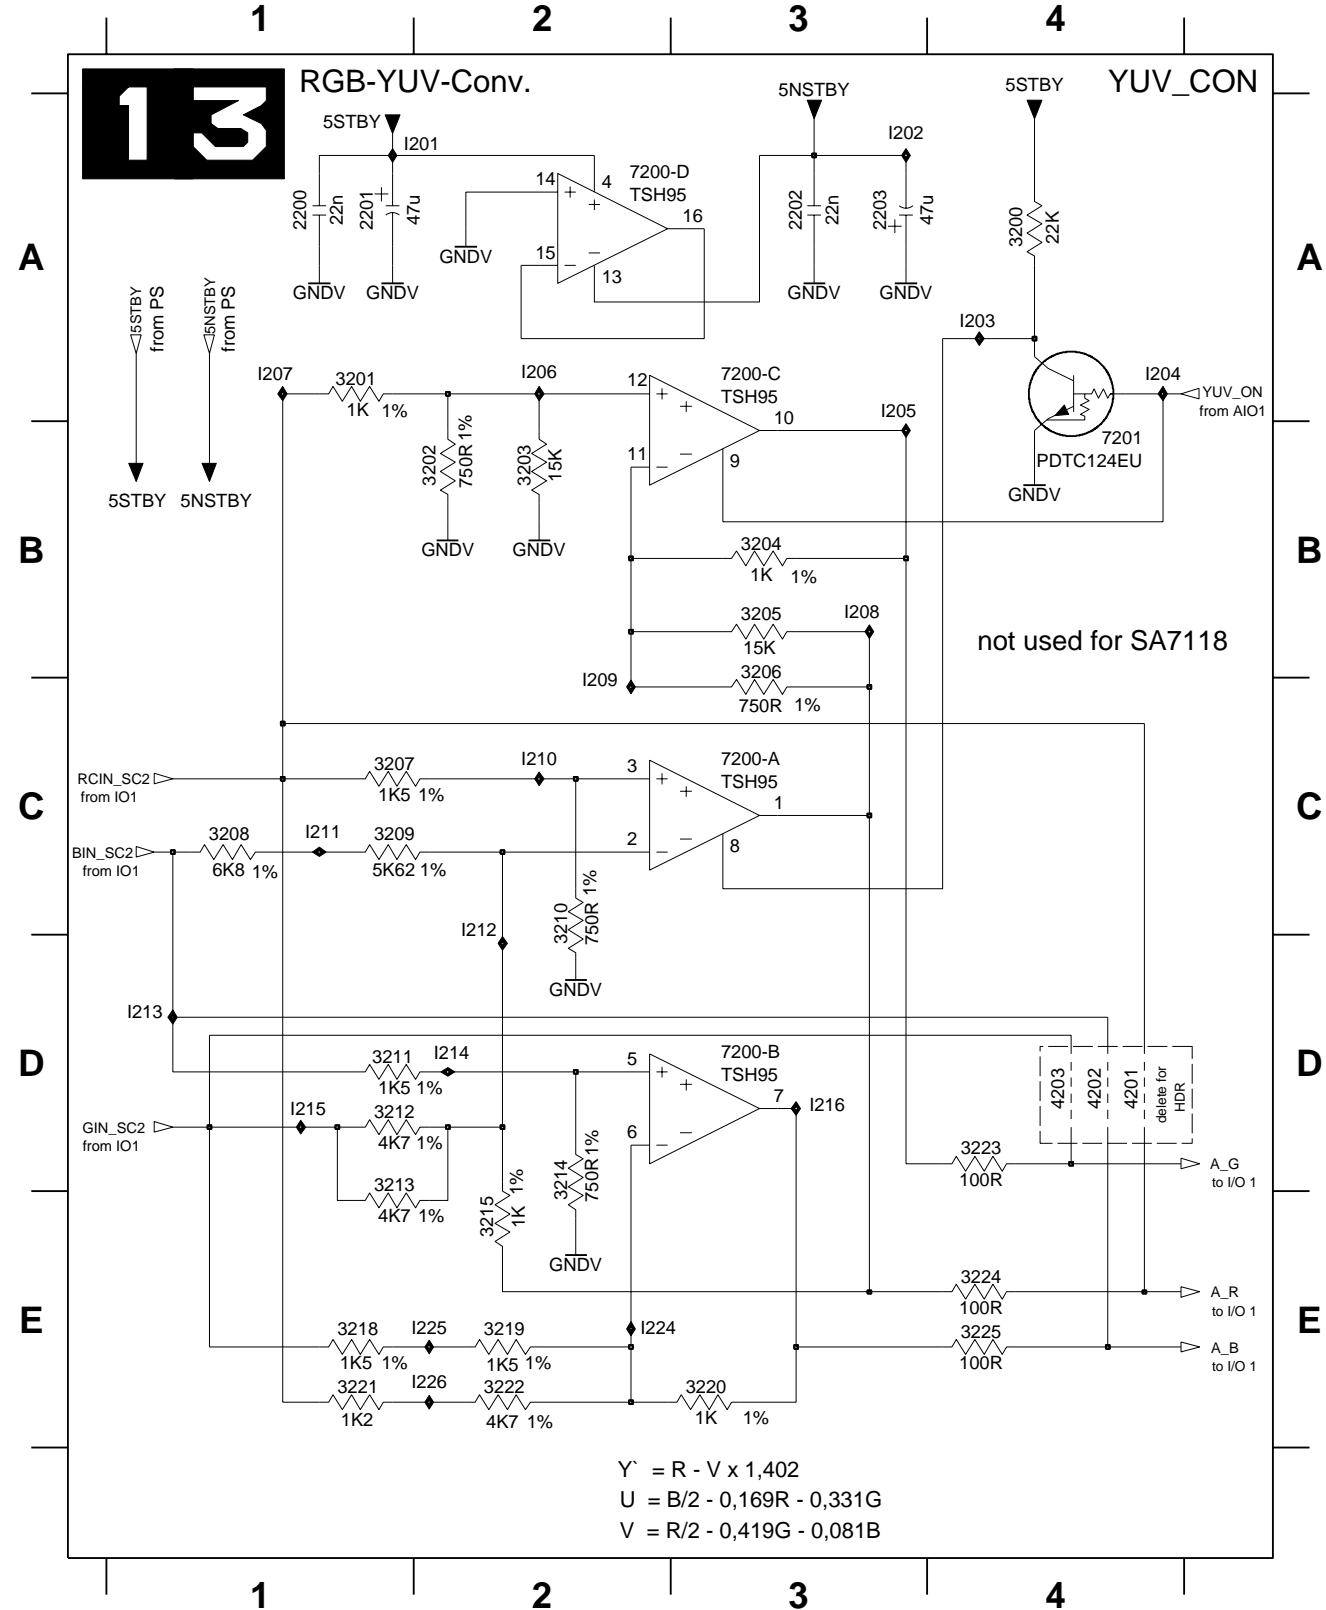 1 2 3 4
13 RGB-YUV-Conv. YUV_CON
5STBY I201
5NSTBY I202
5STBY
2200 22n
2201 47u
14 4 7200-D TSH95
15 13 16
GNDV
2202 22n
2203 47u
3200 22K
A A
GNDV GNDV GNDV GNDV
5STBY from PS
5NSTBY from PS
I203
I207 3201 I206 12 7200-C I204
1K 1% TSH95 10 I205 YUV_ON
from AIO1
3202 750R 1%
3203 15K
11 9 7201
PDTC124EU
5STBY 5NSTBY GNDV
GNDV GNDV
B B
3204
1K 1%
3205 I208
15K
not used for SA7118
I209 3206
750R 1%
RCIN_SC2 3207 I210 3 7200-A
from IO1 1K5 1% TSH95 1
C C
BIN_SC2 3208 I211 3209 2 8
from IO1 6K8 1% 5K62 1%
I212 3210 750R 1%
GNDV
I213
D D
3211 I214 5 7200-B
1K5 1% TSH95 7 I216
4203 4202 4201 delete for HDR
GIN_SC2 I215 3212 6
from IO1 4K7 1%
3213
4K7 1%
3215 1K 1%
3214 750R 1%
GNDV
3223 A_G
100R to I/O 1
3224 A_R
100R to I/O 1
E E
3218 I225 3219 I224 3225 A_B
1K5 1% 1K5 1% 100R to I/O 1
3221 I226 3222 3220
1K2 4K7 1% 1K 1%
Y` = R - V x 1,402
U = B/2 - 0,169R - 0,331G
V = R/2 - 0,419G - 0,081B
1 2 3 4